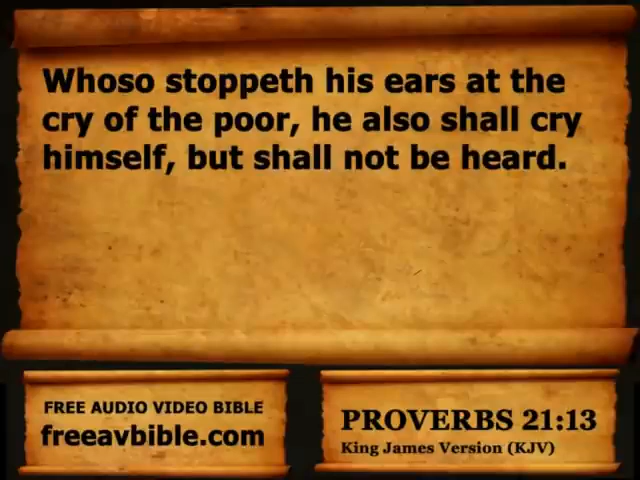 Whoso stoppeth his ears at the
cry of the poor, he also shall cry
himself, but shall not be heard.
FREE AUDIO VIDEO BIBLE
freeavbible.com
PROVERBS 21:13
King James Version (KJV)